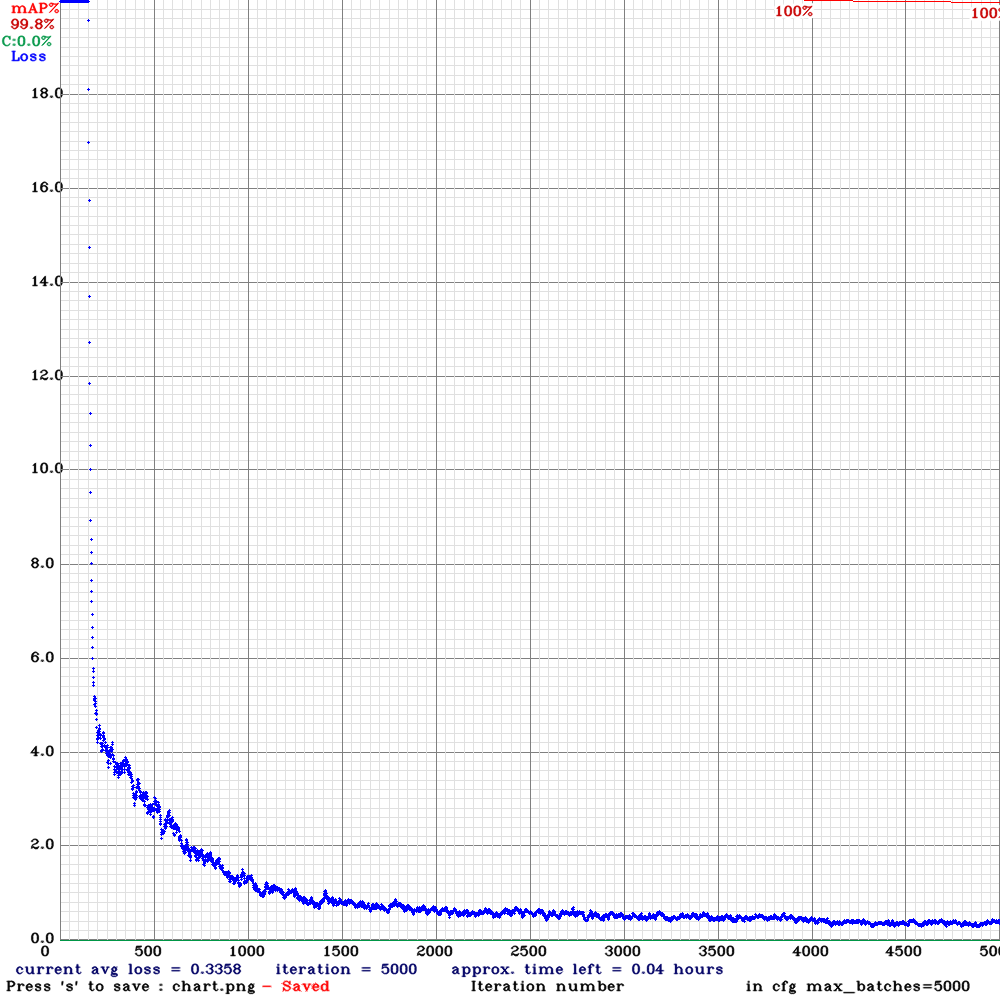 mAP%
99.8%
C:0.0%
Loss
100%
100%
18.0
16.0
14.0
12.0
10.0
8.0
6.0
4.0
2.0
0.0
0 500 1000 1500 2000 2500 3000 3500 4000 4500 500
current avg loss = 0.3358 iteration = 5000 approx. time left = 0.04 hours
Press 's' to save : chart.png - Saved Iteration number in cfg max_batches=5000